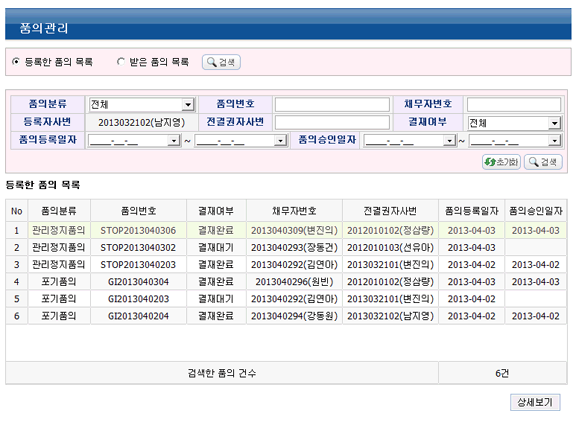 품의관리
등록한 품의 목록 받은 품의 목록 검색
품의분류 전체 품의번호 채무자번호
등록자사번 2013032102(남지영) 전결권자사번 결재여부 전체
품의등록일자 ____-__-__ ~ ____-__-__ 품의승인일자 ____-__-__ ~ ____-__-__
초기화 검색
등록한 품의 목록
No 품의분류 품의번호 결재여부 채무자번호 전결권자사번 품의등록일자 품의승인일자
1 관리정지품의 STOP2013040306 결재완료 2013040309(변진의) 2012010102(정삼량) 2013-04-03 2013-04-03
2 관리정지품의 STOP2013040302 결재대기 2013040293(장동건) 2012010103(선유아) 2013-04-03
3 관리정지품의 STOP2013040203 결재완료 2013040292(김연아) 2013032101(변진의) 2013-04-02 2013-04-02
4 포기품의 GI2013040304 결재완료 2013040296(원빈) 2012010102(정삼량) 2013-04-03 2013-04-03
5 포기품의 GI2013040203 결재대기 2013040292(김연아) 2013032101(변진의) 2013-04-02
6 포기품의 GI2013040204 결재완료 2013040294(강동원) 2013032102(남지영) 2013-04-02 2013-04-02
검색한 품의 건수 6건
상세보기